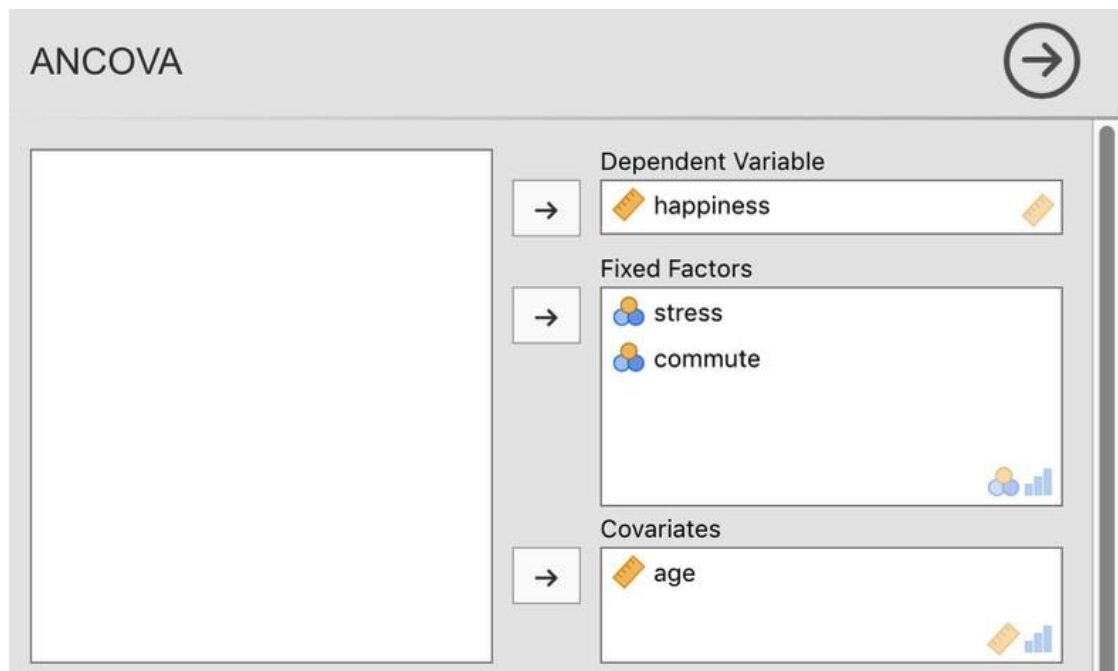 ANCOVA
Dependent Variable
happiness
Fixed Factors
stress
commute
Covariates
age